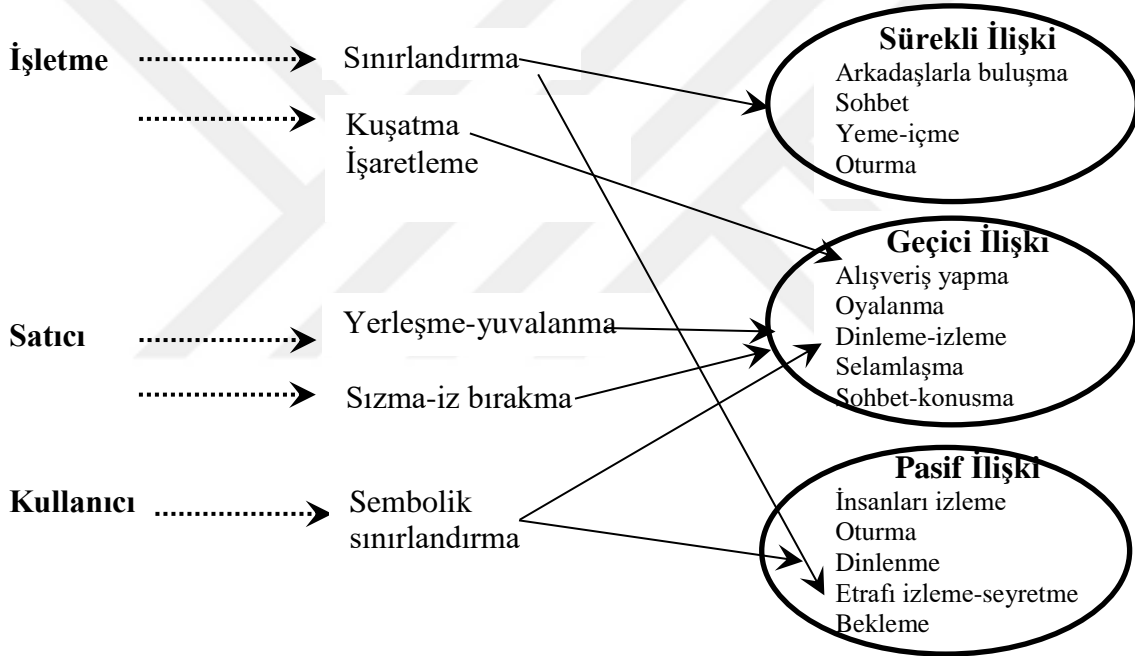 İşletme
Sınırlandırma
Kuşatma
İşaretleme
Satıcı
Yerleşme-yuvalanma
Sızma-iz bırakma
Kullanıcı
Sembolik
sınırlandırma
Sürekli İlişki
Arkadaşlarla buluşma
Sohbet
Yeme-içme
Oturma
Geçici İlişki
Alışveriş yapma
Oyalanma
Dinleme-izleme
Selamlaşma
Sohbet-konusma
Pasif İlişki
İnsanları izleme
Oturma
Dinlenme
Etrafı izleme-seyretme
Bekleme